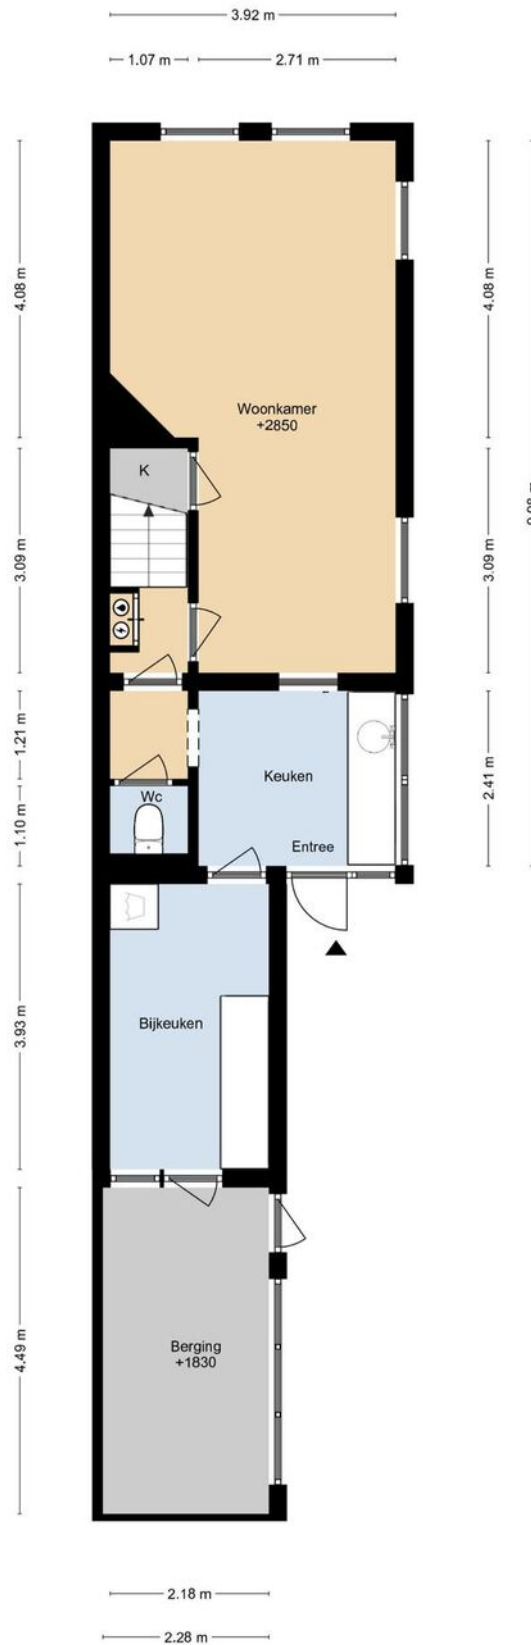 3.92 m
1.07 m
2.71 m
4.08 m
4.08 m
Woonkamer
+2850
K
3.09 m
3.09 m
1.21 m
2.41 m
Keuken
Wc
1.10 m
Entree
3.93 m
Bijkeuken
4.49 m
Berging
+1830
2.18 m
2.28 m